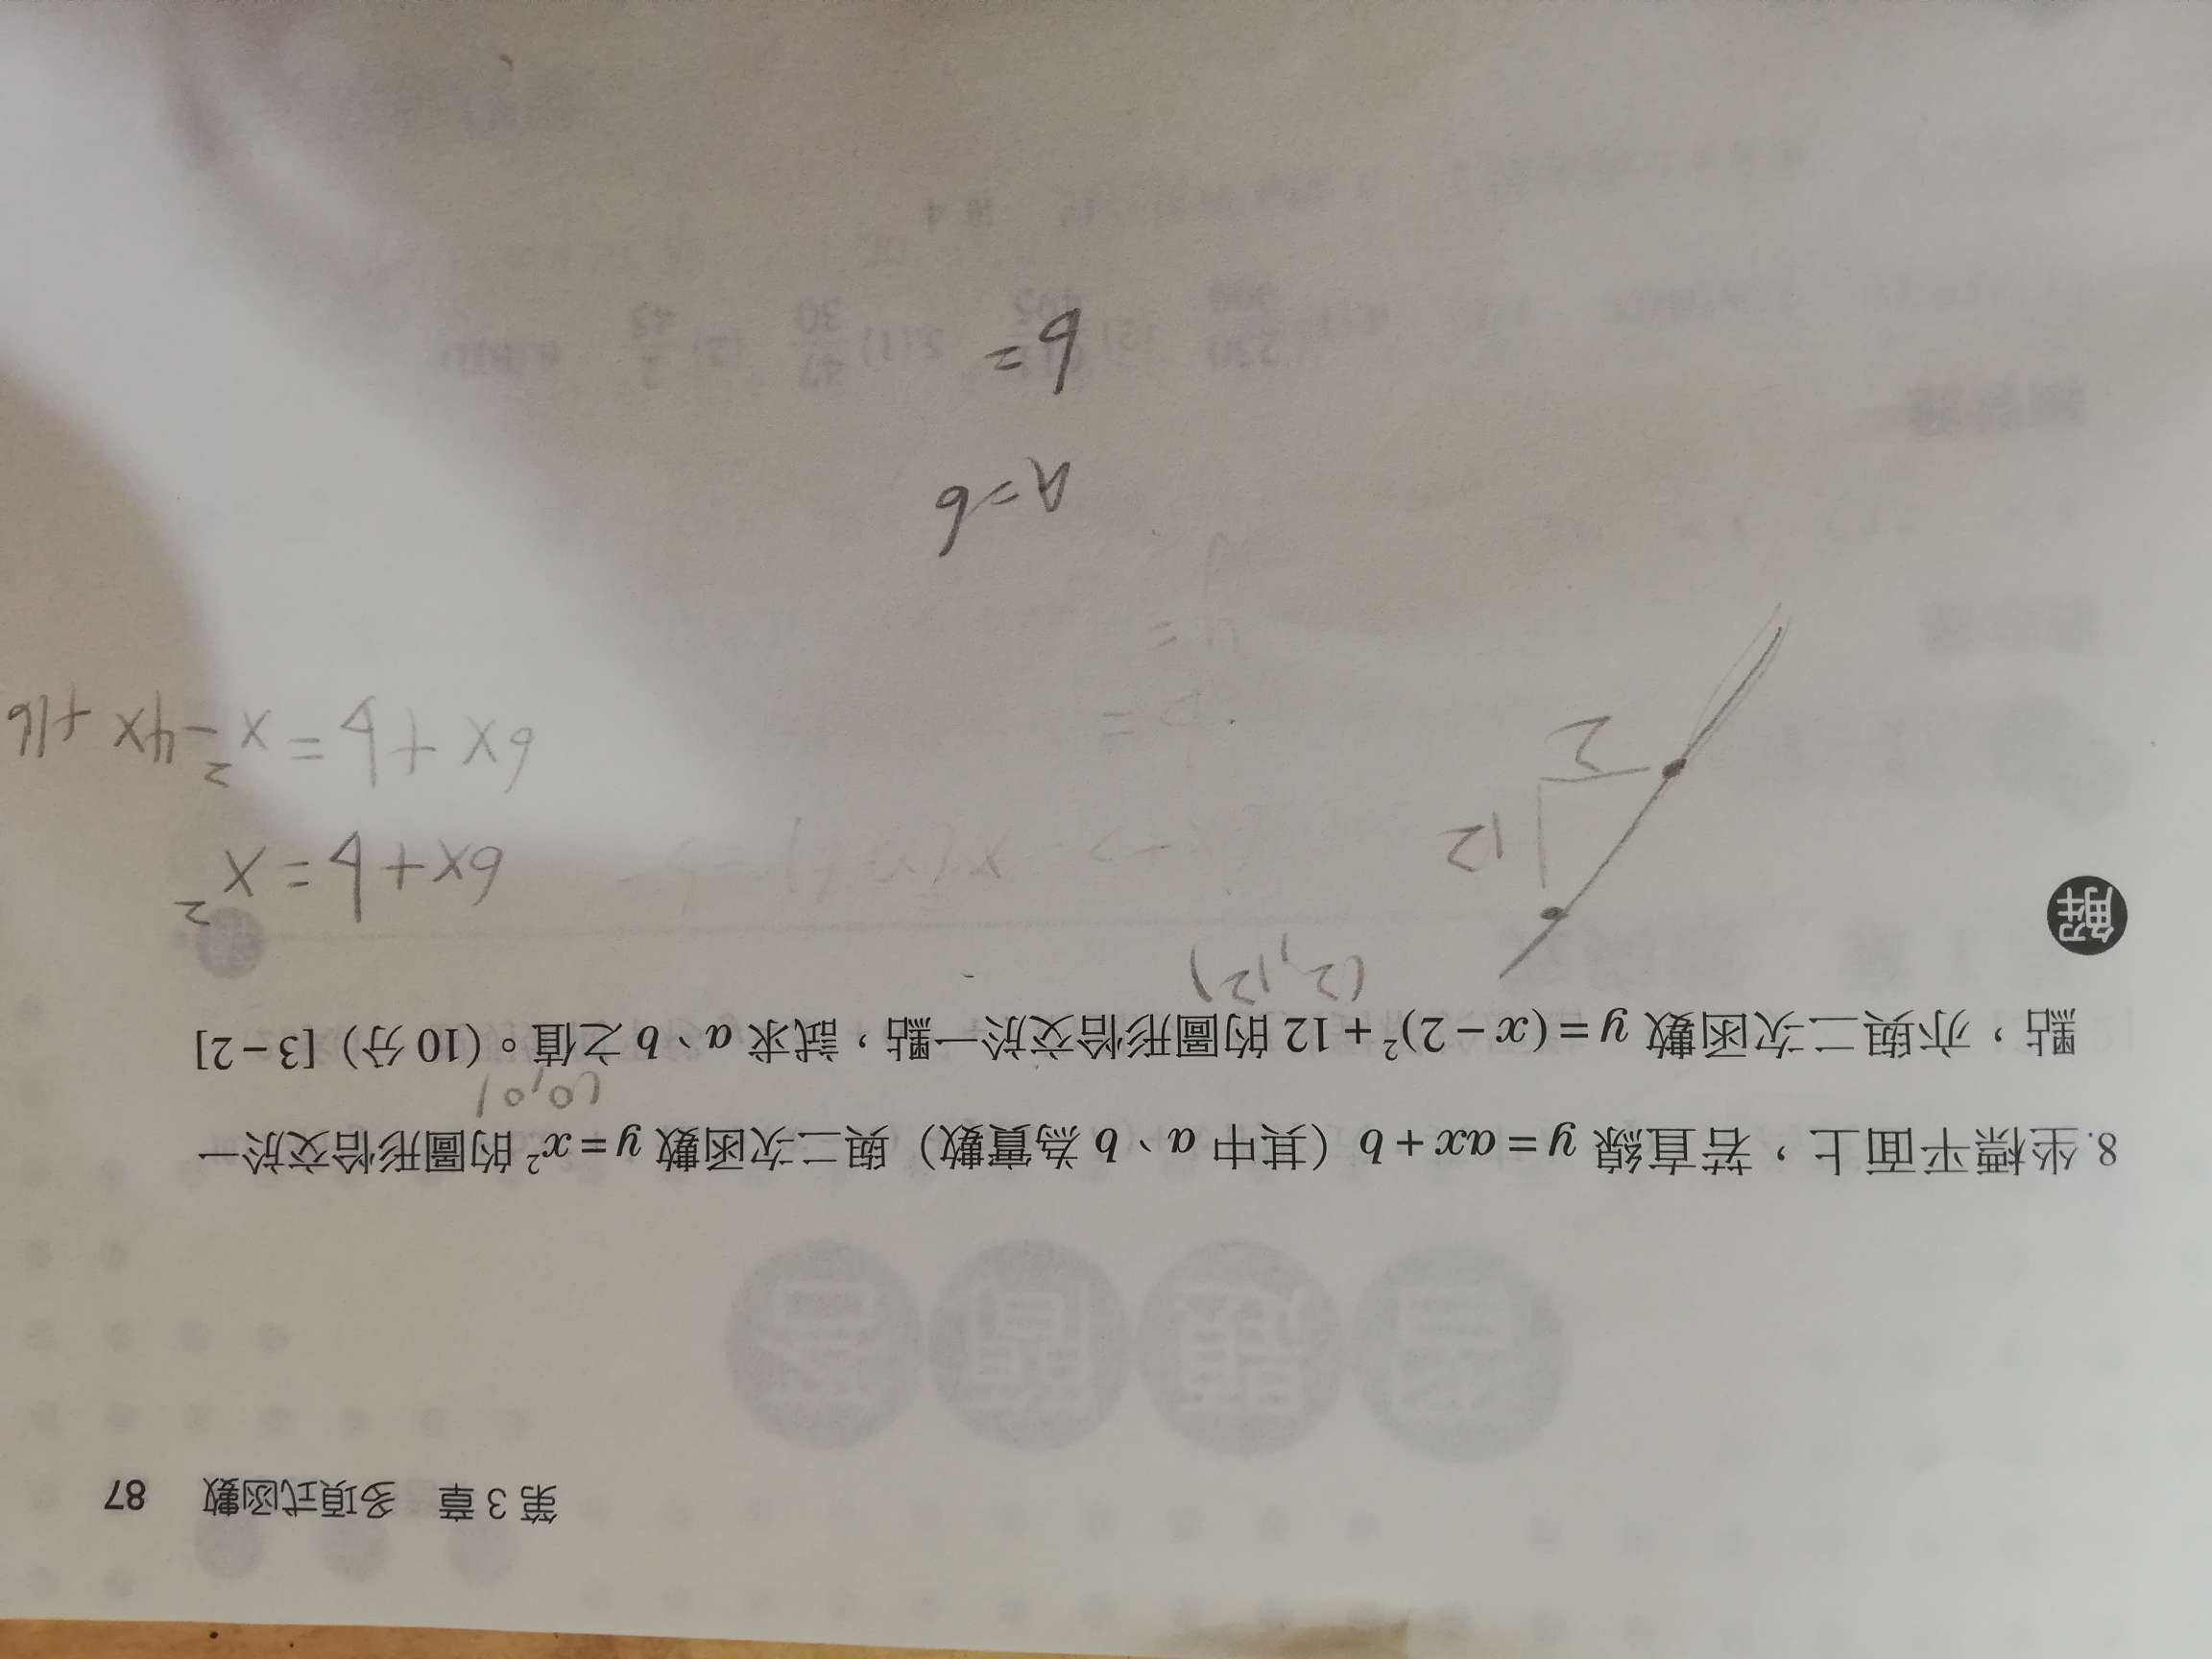 第 3 章 多項式函數 87
8. 坐標平面上，若直線 y = ax + b（其中 a、b 為實數）與二次函數 y = x² 的圖形恰交於一
(0,0)
點，亦與二次函數 y = (x − 2)² + 12 的圖形恰交於一點，試求 a、b 之值。（10 分）[3 − 2]
(2,12)
解
12
2
6x+b=x²
6x+b=x²-4x+16
a=6
b=